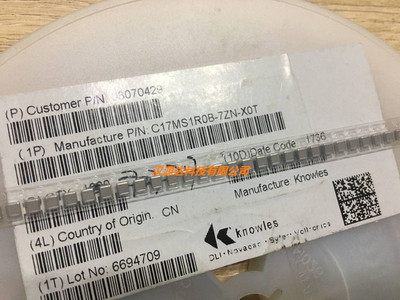 (P) Customer P/N: 08070429
(1P) Manufacture P/N: C17MS1R0B-7ZN-X0T
(10D)Date Code: 1736
(4L) Country of Origin. CN
Manufacture: Knowles
(1T) Lot No: 6694709
Knowles
DLI • Novacap • Syfer • Voltronics